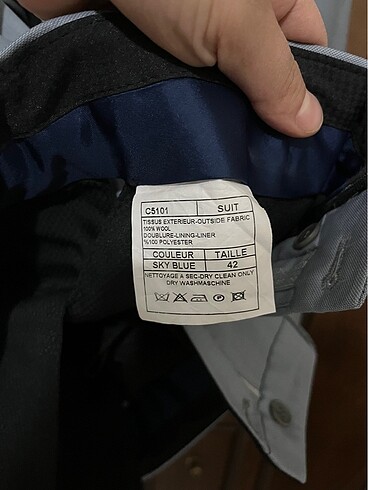 C5101 SUIT
TISSUS EXTERIEUR-OUTSIDE FABRIC
100% WOOL
DOUBLURE-LINING-LINER
%100 POLYESTER
COULEUR TAILLE
SKY BLUE 42
NETTOYAGE A SEC-DRY CLEAN ONLY
DRY WASHMASCHINE